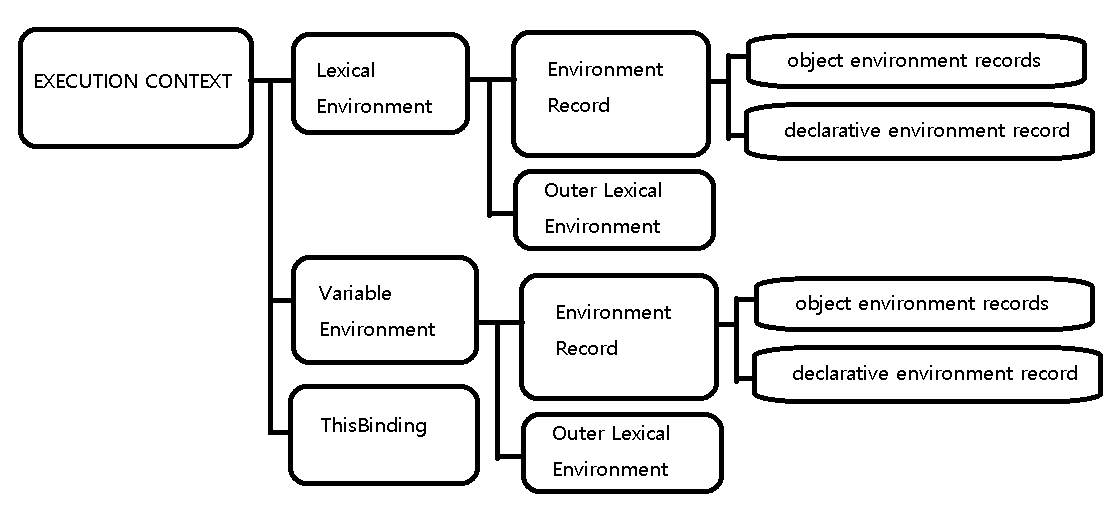 EXECUTION CONTEXT
Lexical
Environment
Environment
Record
object environment records
declarative environment record
Outer Lexical
Environment
Variable
Environment
Environment
Record
object environment records
declarative environment record
Outer Lexical
Environment
ThisBinding